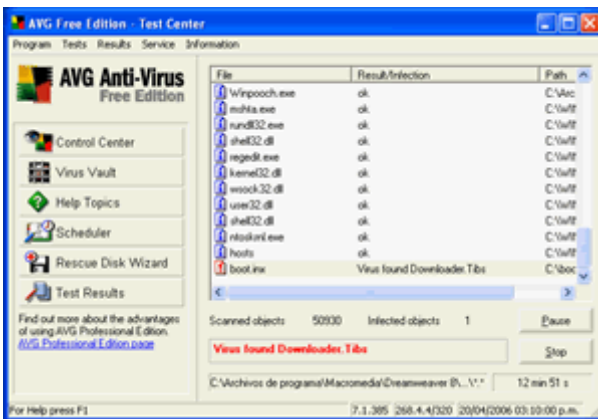 AVG Free Edition - Test Center
Program Tests Results Service Information
AVG Anti-Virus
Free Edition
Control Center
Virus Vault
Help Topics
Scheduler
Rescue Disk Wizard
Test Results
Find out more about the advantages
of using AVG Professional Edition.
AVG Professional Edition page
File Result/Infection Path
Winpooch.exe ok C:\Arc
mshta.exe ok
rundll32.exe ok
shell32.dll ok
regedit.exe ok
kernel32.dll ok
wsock32.dll ok
user32.dll ok
shell32.dll ok
ntoskrnl.exe ok
hosts ok
boot.inx Virus found Downloader.Tibs C:\boc
Scanned objects 50930 Infected objects 1 Pause
Virus found Downloader.Tibs Stop
C:\Archivos de programa\Macromedia\Dreamweaver 8\...\*.* 12 min 51 s
For Help press F1 7.1.385 268.4.4/320 20/04/2006 03:10:00 p.m.